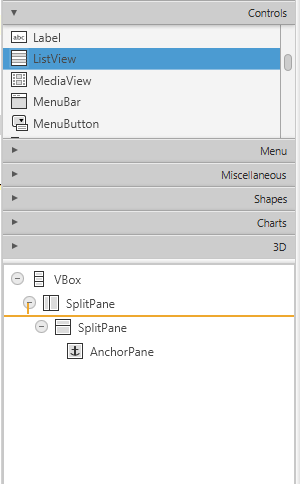 Controls
abc Label
ListView
MediaView
MenuBar
MenuButton
Menu
Miscellaneous
Shapes
Charts
3D
VBox
SplitPane
SplitPane
AnchorPane